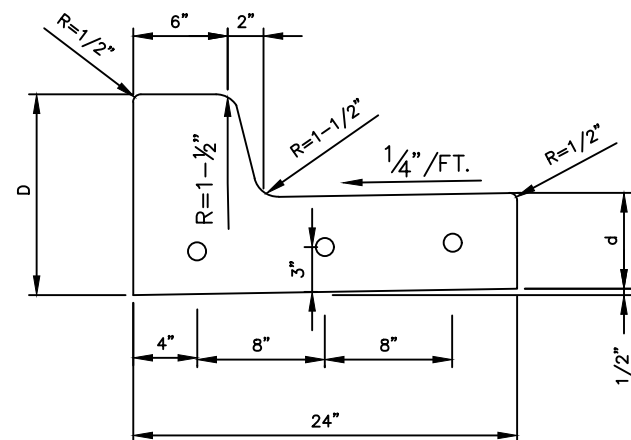 6"
2"
R=1/2"
R=1-1/2"
R=1-1/2"
1/4"/FT.
R=1/2"
D
d
3"
4"
8"
8"
1/2"
24"